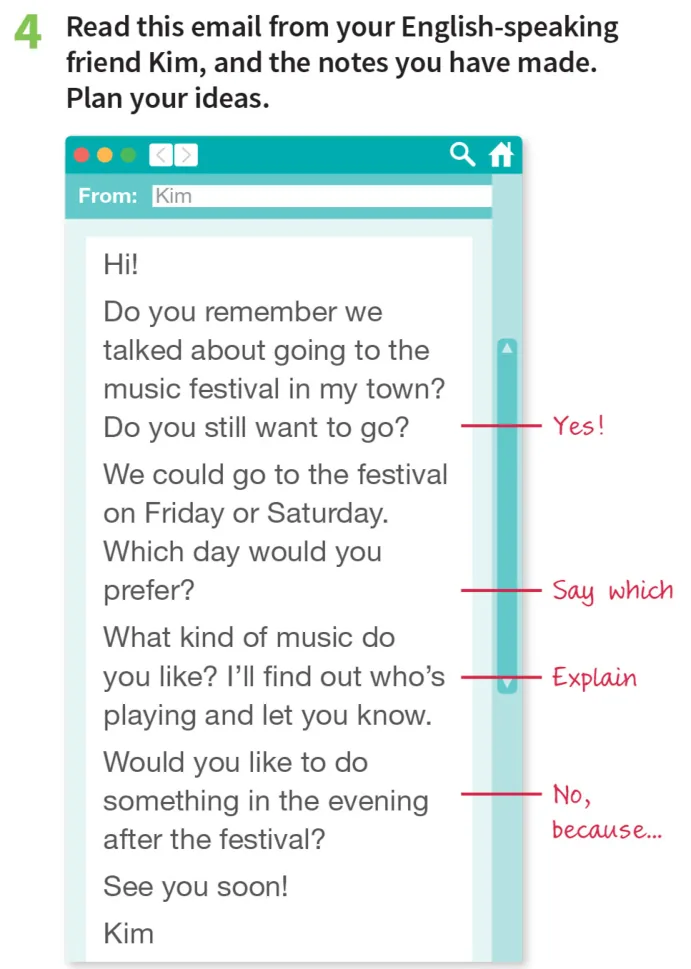 4 Read this email from your English-speaking
friend Kim, and the notes you have made.
Plan your ideas.
From: Kim
Hi!
Do you remember we
talked about going to the
music festival in my town?
Do you still want to go?
Yes!
We could go to the festival
on Friday or Saturday.
Which day would you
prefer?
Say which
What kind of music do
you like? I'll find out who's
playing and let you know.
Explain
Would you like to do
something in the evening
after the festival?
No,
because...
See you soon!
Kim